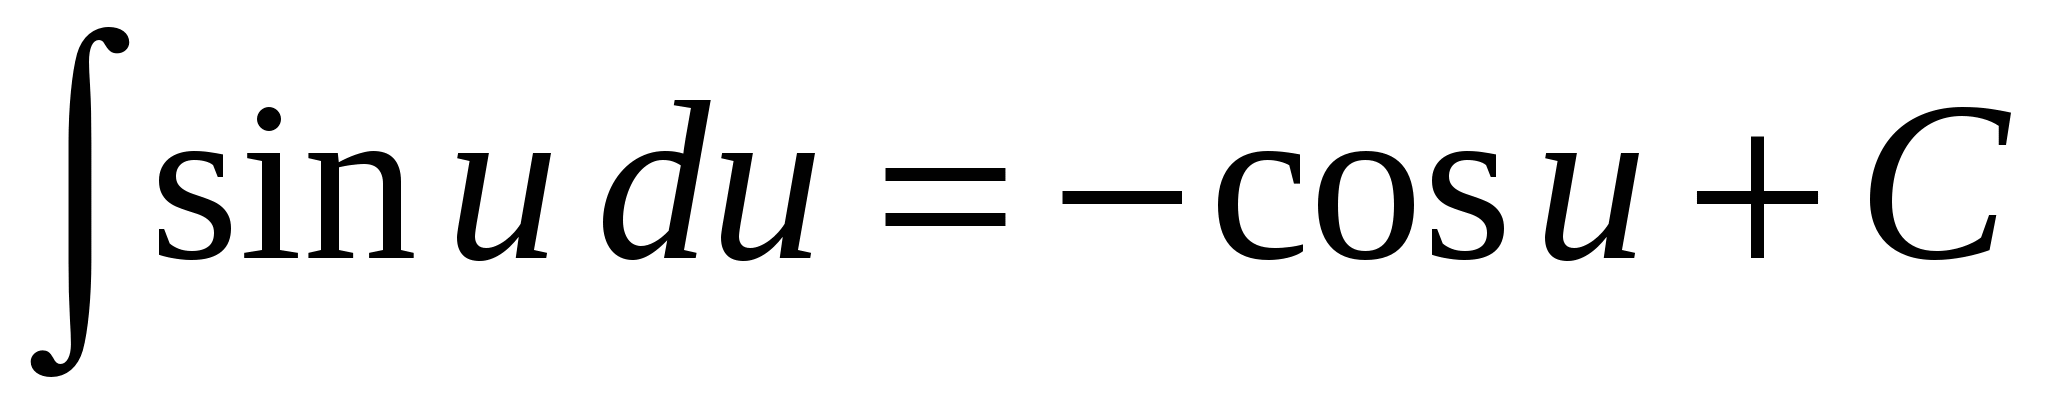 ∫ sin u du = −cos u + C